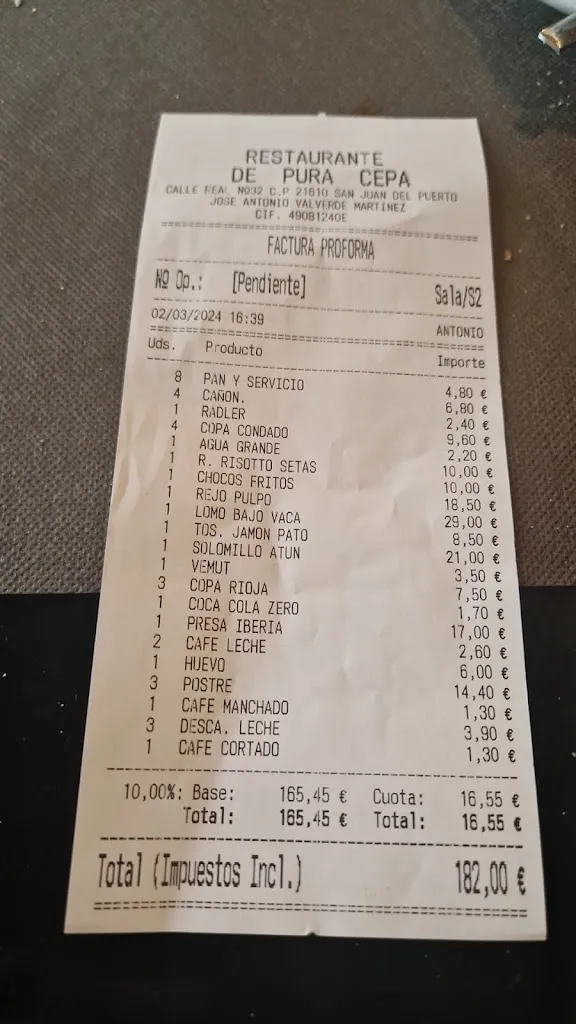 RESTAURANTE
DE PURA CEPA
CALLE REAL Nº32 C.P 21610 SAN JUAN DEL PUERTO
JOSE ANTONIO VALVERDE MARTINEZ
CIF. 49081240E
FACTURA PROFORMA
Nº Op.: [Pendiente] Sala/S2
02/03/2024 16:39 ANTONIO
Uds. Producto Importe
8 PAN Y SERVICIO 4,80 €
4 CAÑON. 6,80 €
1 RADLER 2,40 €
4 COPA CONDADO 9,60 €
1 AGUA GRANDE 2,20 €
1 R. RISOTTO SETAS 10,00 €
1 CHOCOS FRITOS 10,00 €
1 REJO PULPO 18,50 €
1 LOMO BAJO VACA 29,00 €
1 TOS. JAMON PATO 8,50 €
1 SOLOMILLO ATUN 21,00 €
1 VEMUT 3,50 €
3 COPA RIOJA 7,50 €
1 COCA COLA ZERO 1,70 €
1 PRESA IBERIA 17,00 €
2 CAFE LECHE 2,60 €
1 HUEVO 6,00 €
3 POSTRE 14,40 €
1 CAFE MANCHADO 1,30 €
3 DESCA. LECHE 3,90 €
1 CAFE CORTADO 1,30 €
10,00%: Base: 165,45 € Cuota: 16,55 €
Total: 165,45 € Total: 16,55 €
Total (Impuestos Incl.) 182,00 €